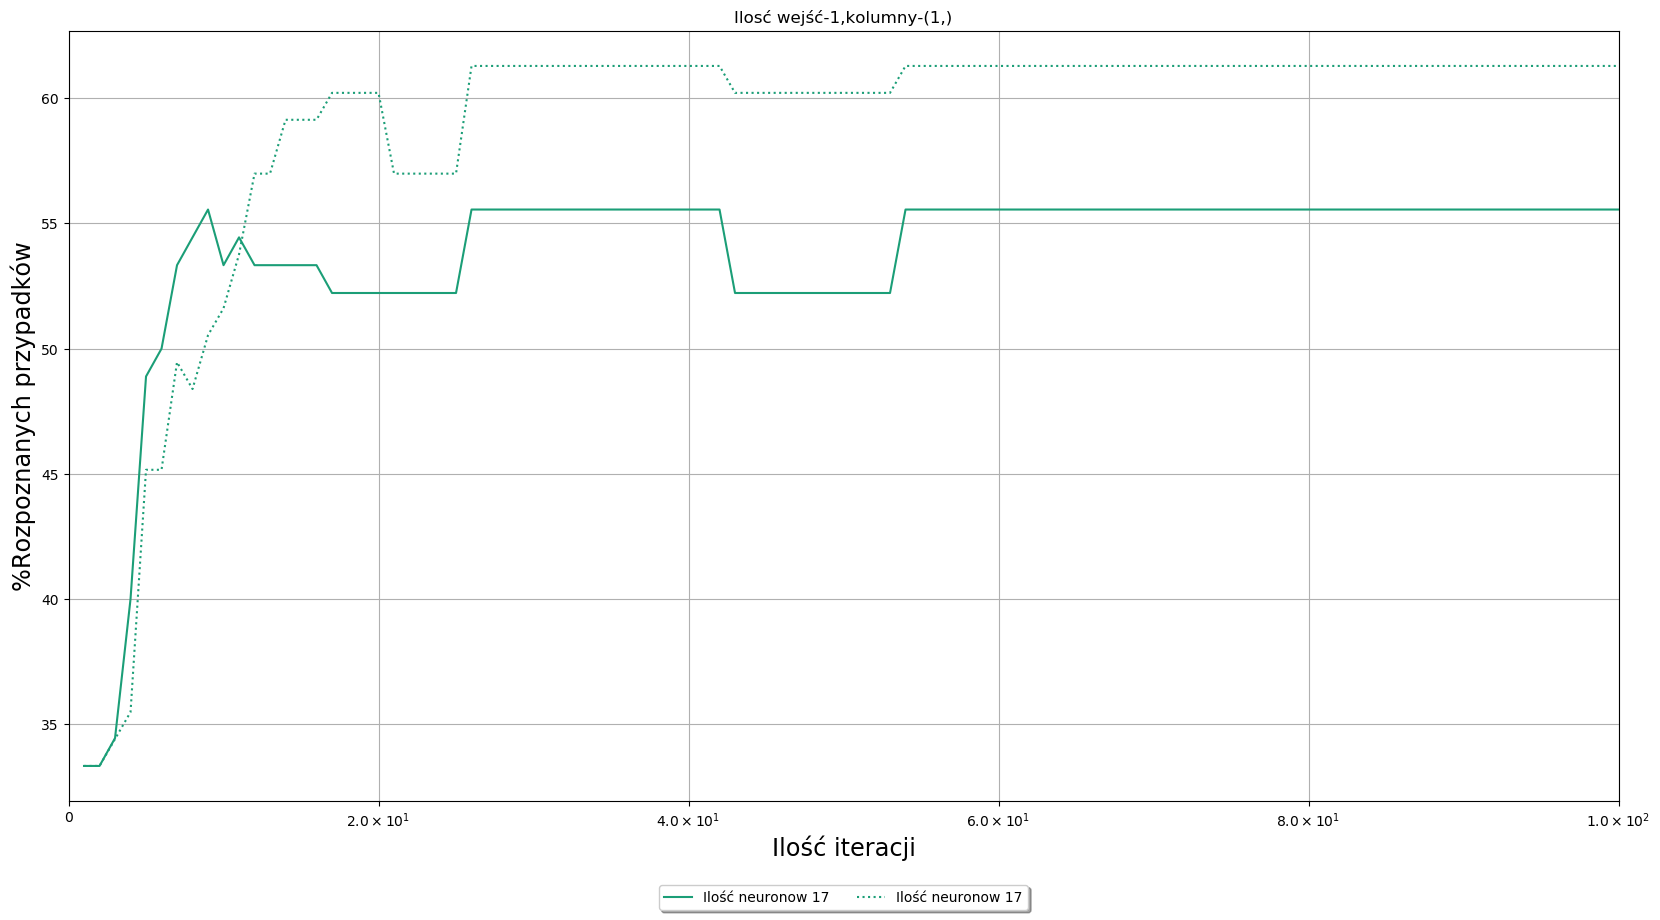 Ilosć wejść-1,kolumny-(1,)
%Rozpoznanych przypadków
60
55
50
45
40
35
0
2.0 × 10¹
4.0 × 10¹
6.0 × 10¹
8.0 × 10¹
1.0 × 10²
Ilość iteracji
Ilość neuronow 17
Ilość neuronow 17